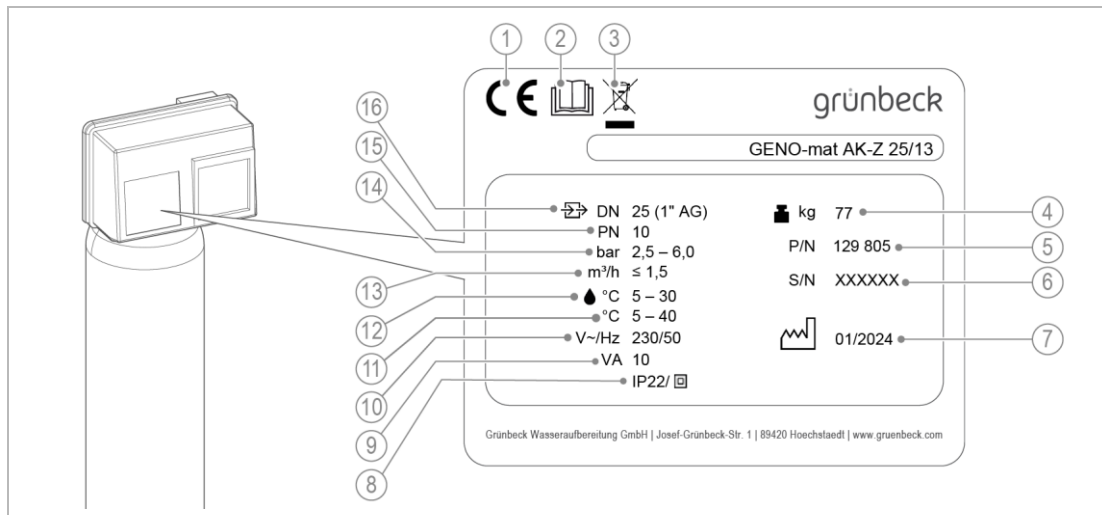 1
2
3
CE
grünbeck
GENO-mat AK-Z 25/13
16
15
14
13
12
11
10
9
8
DN 25 (1" AG)
PN 10
bar 2,5 – 6,0
m³/h ≤ 1,5
°C 5 – 30
°C 5 – 40
V~/Hz 230/50
VA 10
IP22/
kg 77
P/N 129 805
S/N XXXXXX
01/2024
4
5
6
7
Grünbeck Wasseraufbereitung GmbH | Josef-Grünbeck-Str. 1 | 89420 Hoechstaedt | www.gruenbeck.com